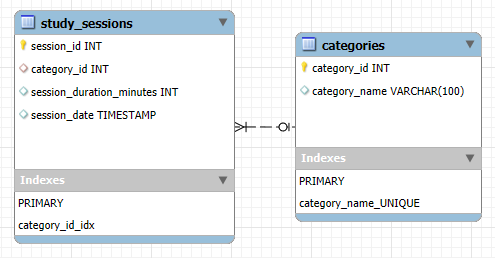 study_sessions
session_id INT
category_id INT
session_duration_minutes INT
session_date TIMESTAMP
Indexes
PRIMARY
category_id_idx
categories
category_id INT
category_name VARCHAR(100)
Indexes
PRIMARY
category_name_UNIQUE